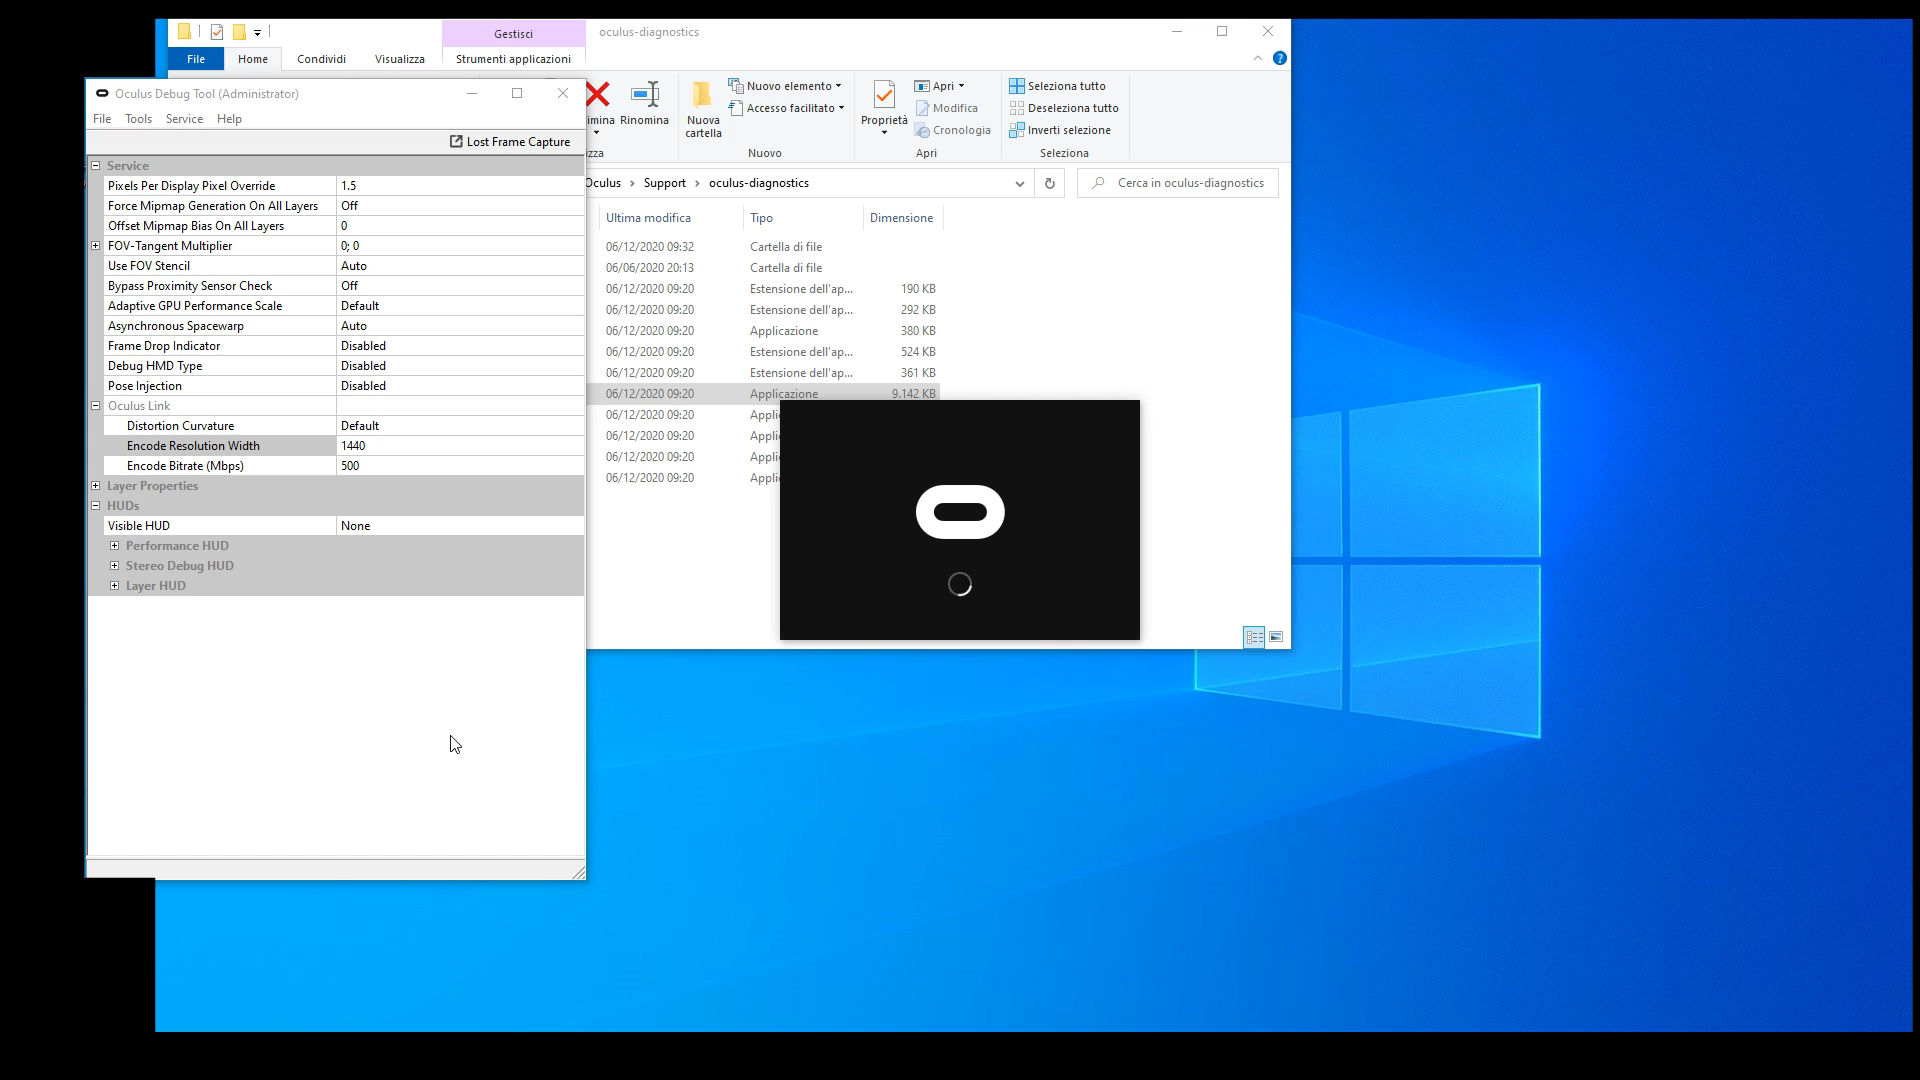 Gestisci
oculus-diagnostics
File
Home
Condividi
Visualizza
Strumenti applicazioni
Oculus Debug Tool (Administrator)
File Tools Service Help
Lost Frame Capture
Service
Pixels Per Display Pixel Override 1.5
Force Mipmap Generation On All Layers Off
Offset Mipmap Bias On All Layers 0
FOV-Tangent Multiplier 0; 0
Use FOV Stencil Auto
Bypass Proximity Sensor Check Off
Adaptive GPU Performance Scale Default
Asynchronous Spacewarp Auto
Frame Drop Indicator Disabled
Debug HMD Type Disabled
Pose Injection Disabled
Oculus Link
Distortion Curvature Default
Encode Resolution Width 1440
Encode Bitrate (Mbps) 500
Layer Properties
HUDs
Visible HUD None
Performance HUD
Stereo Debug HUD
Layer HUD
imina
Rinomina
zza
Nuova
cartella
Nuovo elemento
Accesso facilitato
Nuovo
Proprietà
Apri
Modifica
Cronologia
Apri
Seleziona tutto
Deseleziona tutto
Inverti selezione
Seleziona
Oculus › Support › oculus-diagnostics
Cerca in oculus-diagnostics
Ultima modifica Tipo Dimensione
06/12/2020 09:32 Cartella di file
06/06/2020 20:13 Cartella di file
06/12/2020 09:20 Estensione dell'ap... 190 KB
06/12/2020 09:20 Estensione dell'ap... 292 KB
06/12/2020 09:20 Applicazione 380 KB
06/12/2020 09:20 Estensione dell'ap... 524 KB
06/12/2020 09:20 Estensione dell'ap... 361 KB
06/12/2020 09:20 Applicazione 9.142 KB
06/12/2020 09:20 Appli
06/12/2020 09:20 Appli
06/12/2020 09:20 Appli
06/12/2020 09:20 Appli